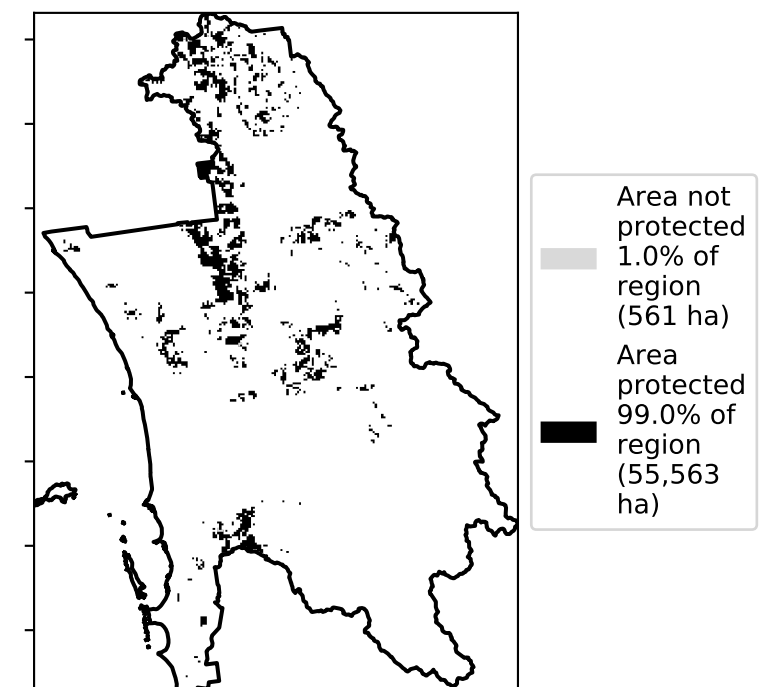 Area not
protected
1.0% of
region
(561 ha)
Area
protected
99.0% of
region
(55,563
ha)